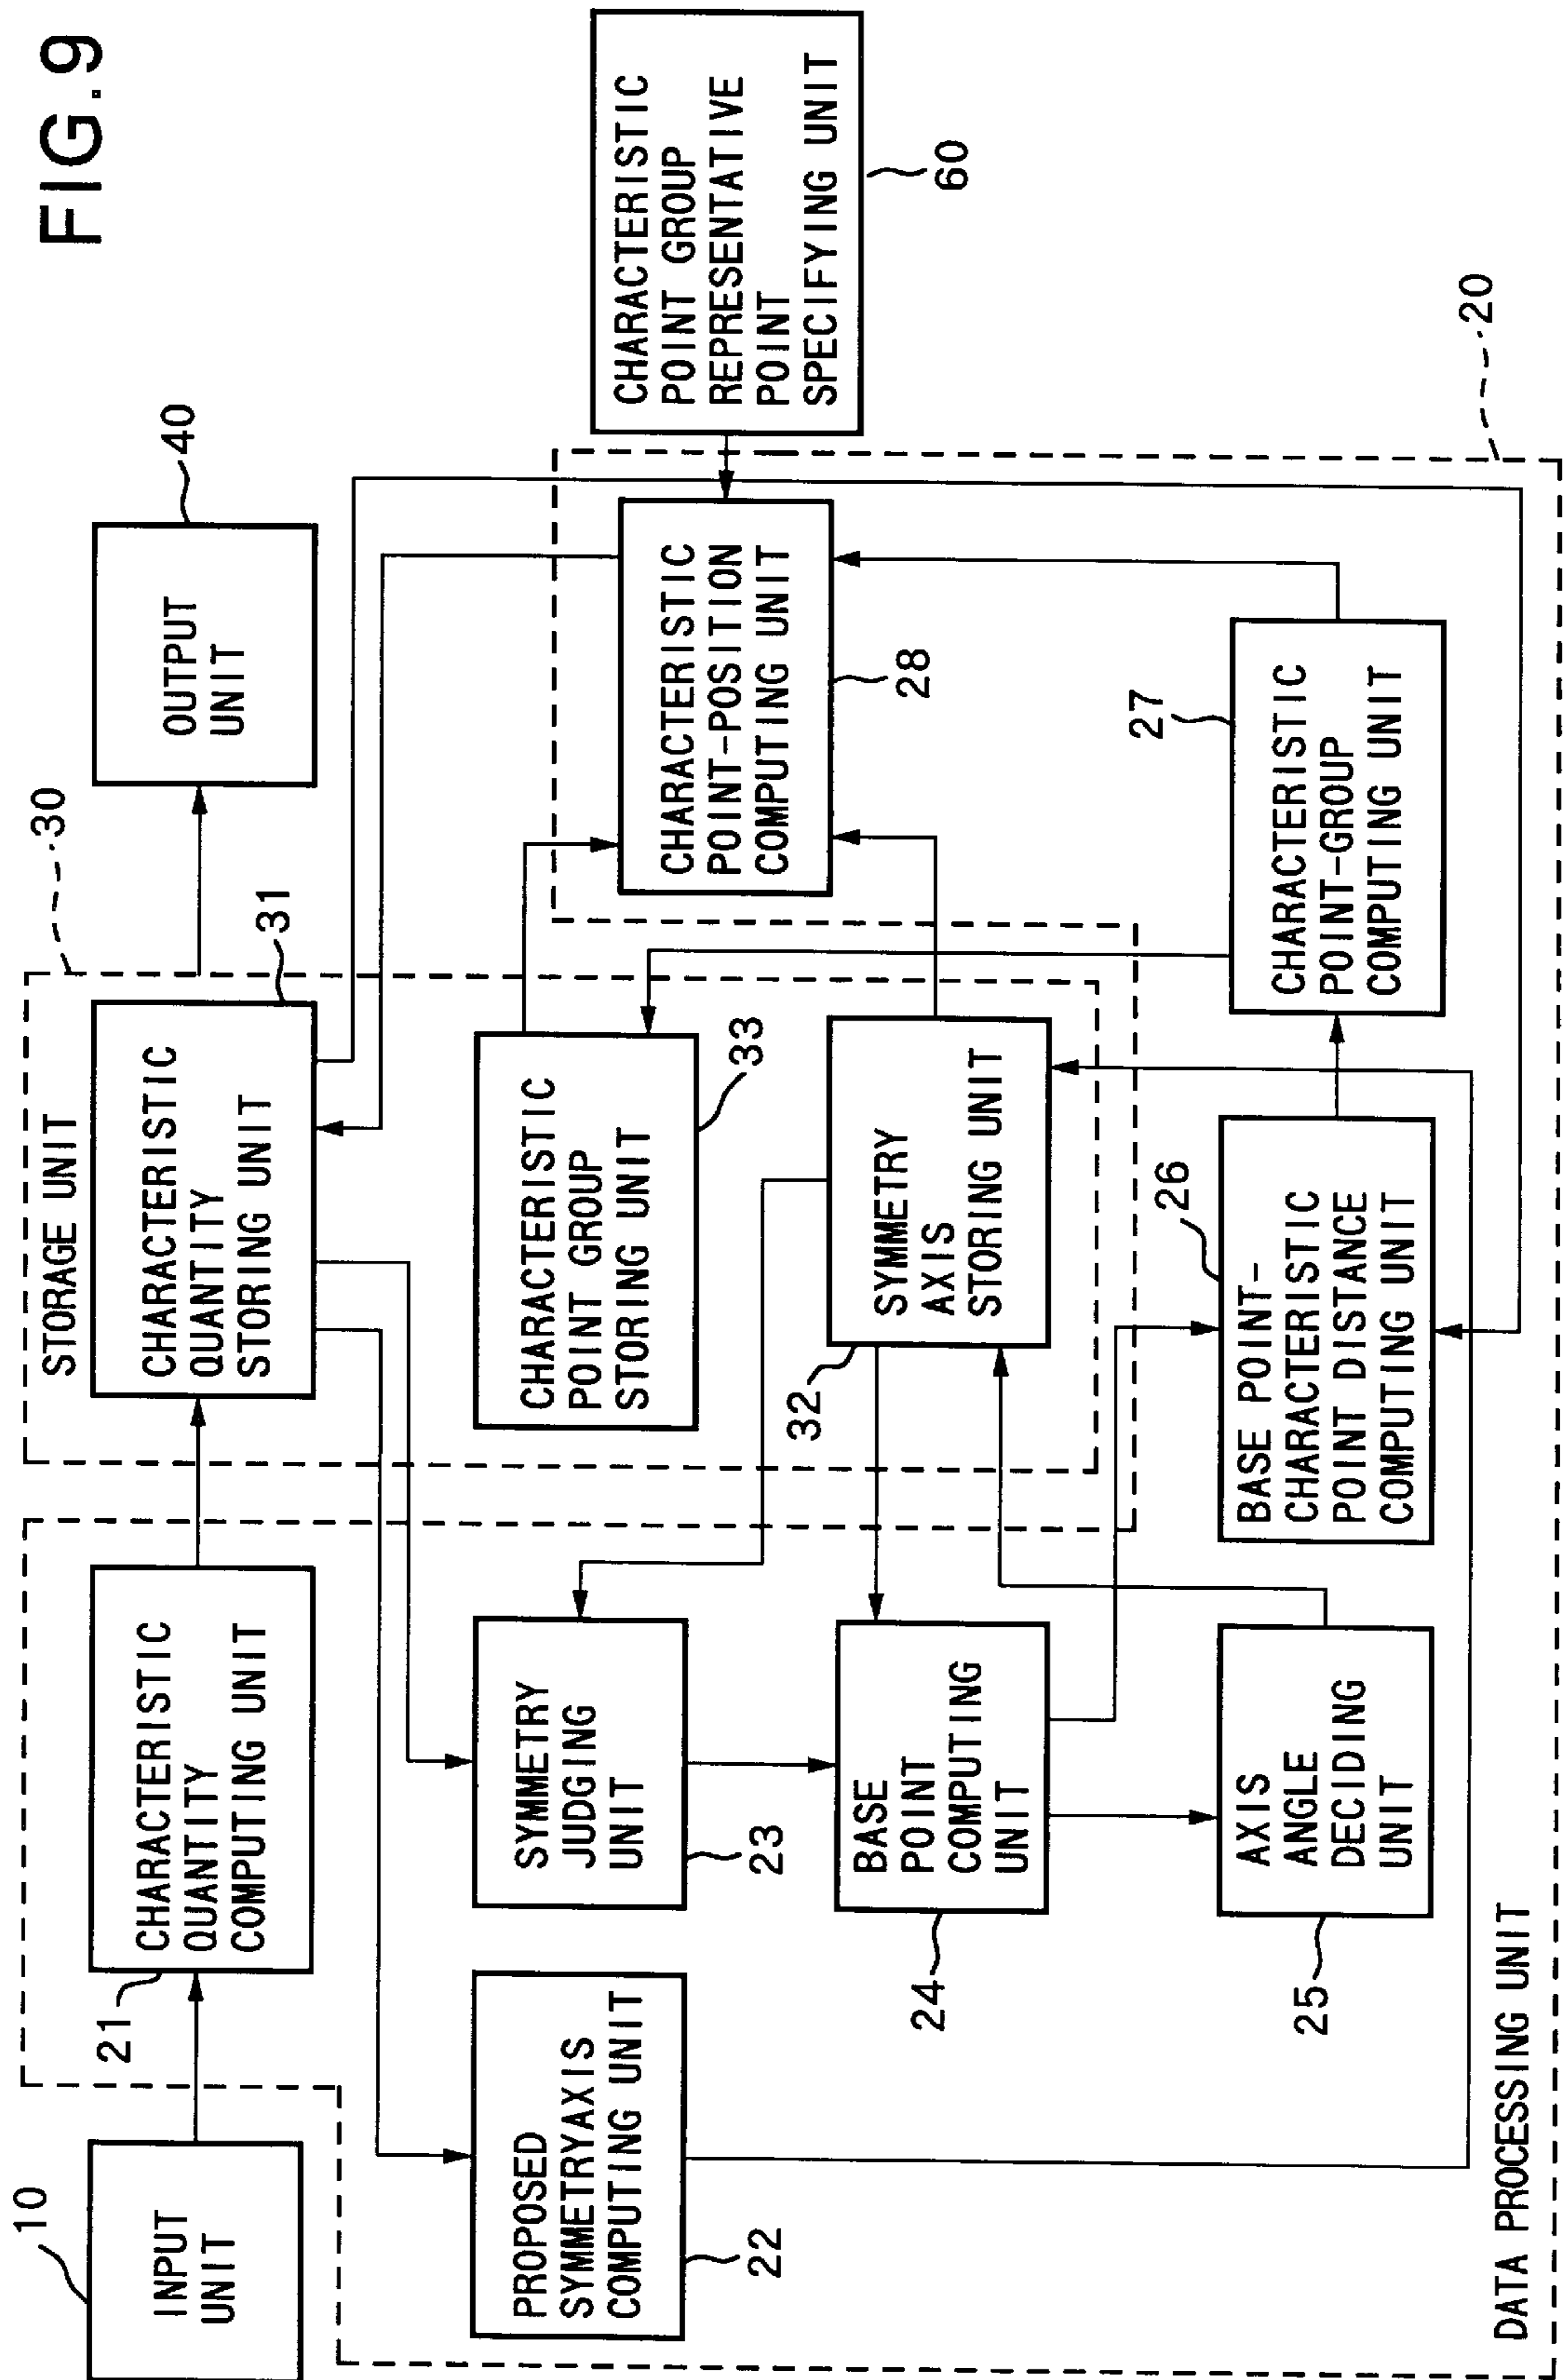 FIG.9
10
INPUT
UNIT
21
CHARACTERISTIC
QUANTITY
COMPUTING UNIT
STORAGE UNIT
30
CHARACTERISTIC
QUANTITY
STORING UNIT
31
OUTPUT
UNIT
40
PROPOSED
SYMMETRYAXIS
COMPUTING UNIT
22
SYMMETRY
JUDGING
UNIT
23
CHARACTERISTIC
POINT GROUP
STORING UNIT
33
CHARACTERISTIC
POINT-POSITION
COMPUTING UNIT
28
CHARACTERISTIC
POINT GROUP
REPRESENTATIVE
POINT
SPECIFYING UNIT
60
BASE
POINT
COMPUTING
UNIT
24
SYMMETRY
AXIS
STORING UNIT
32
AXIS
ANGLE
DECIDING
UNIT
25
BASE POINT-
CHARACTERISTIC
POINT DISTANCE
COMPUTING UNIT
26
CHARACTERISTIC
POINT-GROUP
COMPUTING UNIT
27
DATA PROCESSING UNIT
20